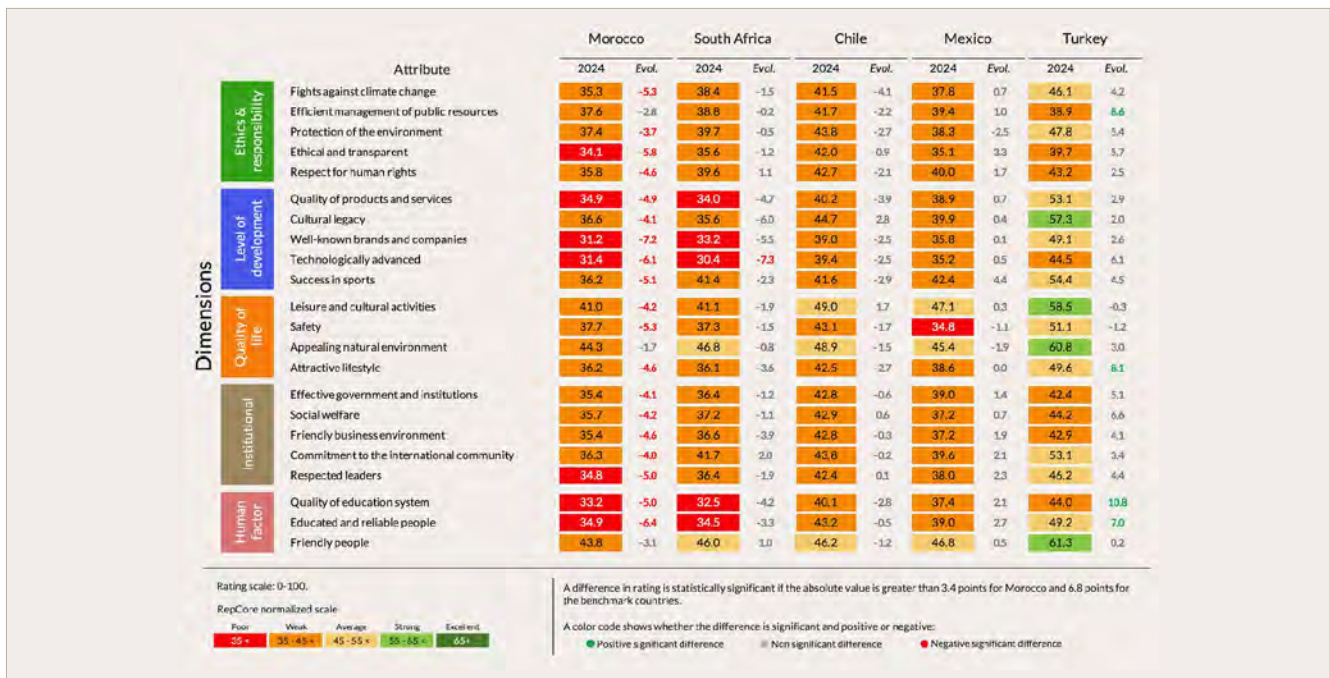 Morocco South Africa Chile Mexico Turkey
Attribute 2024 Evol. 2024 Evol. 2024 Evol. 2024 Evol. 2024 Evol.
Dimensions
Ethics & responsibility
Fights against climate change 35.3 -5.3 38.4 -1.5 41.5 -4.1 37.8 0.7 46.1 4.2
Efficient management of public resources 37.6 -2.8 38.8 -0.2 41.7 -2.2 39.4 1.0 38.9 8.6
Protection of the environment 37.4 -3.7 39.7 -0.5 43.8 -2.7 38.3 -2.5 47.8 5.4
Ethical and transparent 34.1 -5.8 35.6 -1.2 42.0 0.9 35.1 3.3 39.7 5.7
Respect for human rights 35.8 -4.6 39.6 1.1 42.7 -2.1 40.0 1.7 43.2 2.5
Level of development
Quality of products and services 34.9 -4.9 34.0 -4.7 40.2 -3.9 38.9 0.7 53.1 2.9
Cultural legacy 36.6 -4.1 35.6 -6.0 44.7 2.8 39.9 0.4 57.3 2.0
Well-known brands and companies 31.2 -7.2 33.2 -5.5 39.0 -2.5 35.8 0.1 49.1 2.6
Technologically advanced 31.4 -6.1 30.4 -7.3 39.4 -2.5 35.2 0.5 44.5 6.1
Success in sports 36.2 -5.1 41.4 -2.3 41.6 -2.9 42.4 4.4 54.4 4.5
Quality of life
Leisure and cultural activities 41.0 -4.2 41.1 -1.9 49.0 1.7 47.1 0.3 58.5 -0.3
Safety 37.7 -5.3 37.3 -1.5 43.1 -1.7 34.8 -1.1 51.1 -1.2
Appealing natural environment 44.3 -1.7 46.8 -0.8 48.9 -1.5 45.4 -1.9 60.8 3.0
Attractive lifestyle 36.2 -4.6 36.1 -3.6 42.5 2.7 38.6 0.0 49.6 8.1
Institutional
Effective government and institutions 35.4 -4.1 36.4 -1.2 42.8 -0.6 39.0 1.4 42.4 5.1
Social welfare 35.7 -4.2 37.2 -1.1 42.9 0.6 37.2 0.7 44.2 6.6
Friendly business environment 35.4 -4.6 36.6 -3.9 42.8 -0.3 37.2 1.9 42.9 4.1
Commitment to the international community 36.3 -4.0 41.7 2.0 43.8 -0.2 39.6 2.1 53.1 3.4
Respected leaders 34.8 -5.0 36.4 -1.9 42.4 0.1 38.0 2.3 46.2 4.4
Human factor
Quality of education system 33.2 -5.0 32.5 -4.2 40.1 -2.8 37.4 2.1 44.0 10.8
Educated and reliable people 34.9 -6.4 34.5 -3.3 43.2 -0.5 39.0 2.7 49.2 7.0
Friendly people 43.8 -3.1 46.0 1.0 46.2 -1.2 46.8 0.5 61.3 0.2
Rating scale: 0-100.
RepCore normalized scale
Poor Weak Average Strong Excellent
35 < 35 - 45 < 45 - 55 < 55 - 65 < 65+
A difference in rating is statistically significant if the absolute value is greater than 3.4 points for Morocco and 6.8 points for
the benchmark countries.
A color code shows whether the difference is significant and positive or negative:
Positive significant difference Non significant difference Negative significant difference